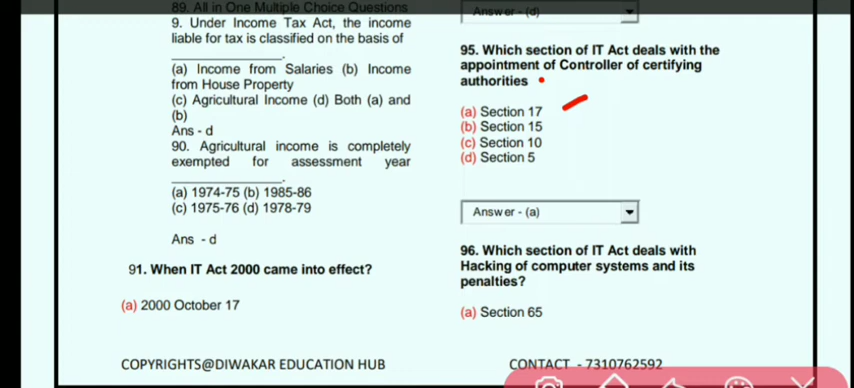 89. All in One Multiple Choice Questions
9. Under Income Tax Act, the income
liable for tax is classified on the basis of
____________________.
(a) Income from Salaries (b) Income
from House Property
(c) Agricultural Income (d) Both (a) and
(b)
Ans - d
90. Agricultural income is completely
exempted for assessment year
____________________.
(a) 1974-75 (b) 1985-86
(c) 1975-76 (d) 1978-79
Ans - d
91. When IT Act 2000 came into effect?
(a) 2000 October 17
Answer - (d)
95. Which section of IT Act deals with the
appointment of Controller of certifying
authorities
(a) Section 17
(b) Section 15
(c) Section 10
(d) Section 5
Answer - (a)
96. Which section of IT Act deals with
Hacking of computer systems and its
penalties?
(a) Section 65
COPYRIGHTS@DIWAKAR EDUCATION HUB
CONTACT - 7310762592